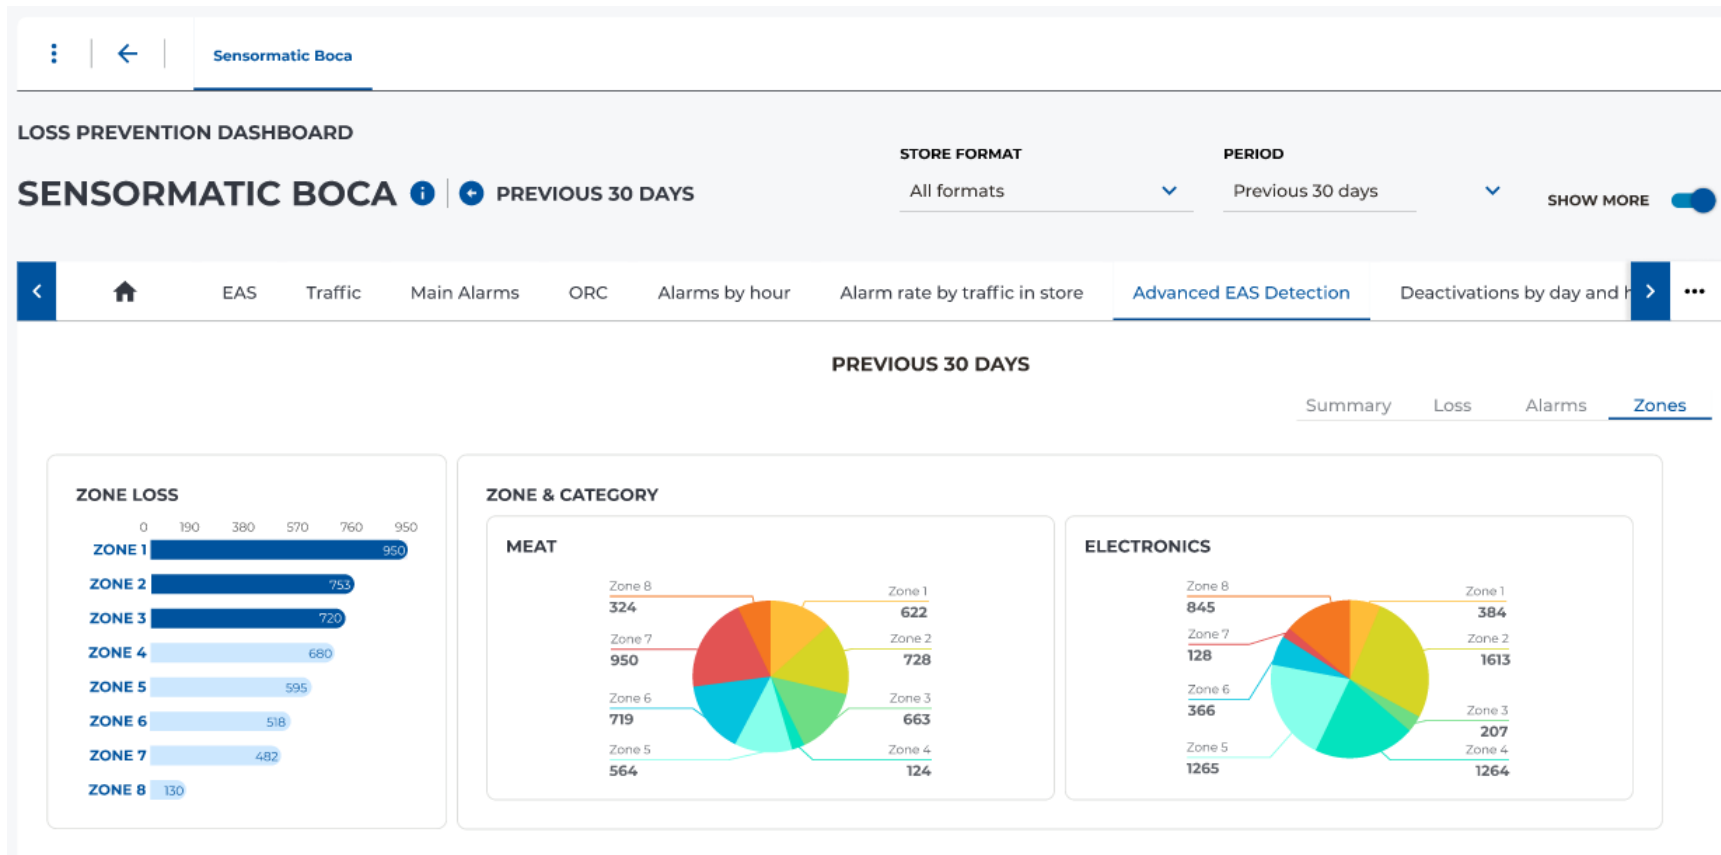 Sensormatic Boca
LOSS PREVENTION DASHBOARD
SENSORMATIC BOCA i PREVIOUS 30 DAYS
STORE FORMAT
All formats
PERIOD
Previous 30 days
SHOW MORE
EAS Traffic Main Alarms ORC Alarms by hour Alarm rate by traffic in store Advanced EAS Detection Deactivations by day and h
PREVIOUS 30 DAYS
Summary Loss Alarms Zones
ZONE LOSS
0 190 380 570 760 950
ZONE 1 950
ZONE 2 753
ZONE 3 720
ZONE 4 680
ZONE 5 595
ZONE 6 518
ZONE 7 482
ZONE 8 130
ZONE & CATEGORY
MEAT
Zone 8
324
Zone 7
950
Zone 6
719
Zone 5
564
Zone 1
622
Zone 2
728
Zone 3
663
Zone 4
124
ELECTRONICS
Zone 8
845
Zone 7
128
Zone 6
366
Zone 5
1265
Zone 1
384
Zone 2
1613
Zone 3
207
Zone 4
1264